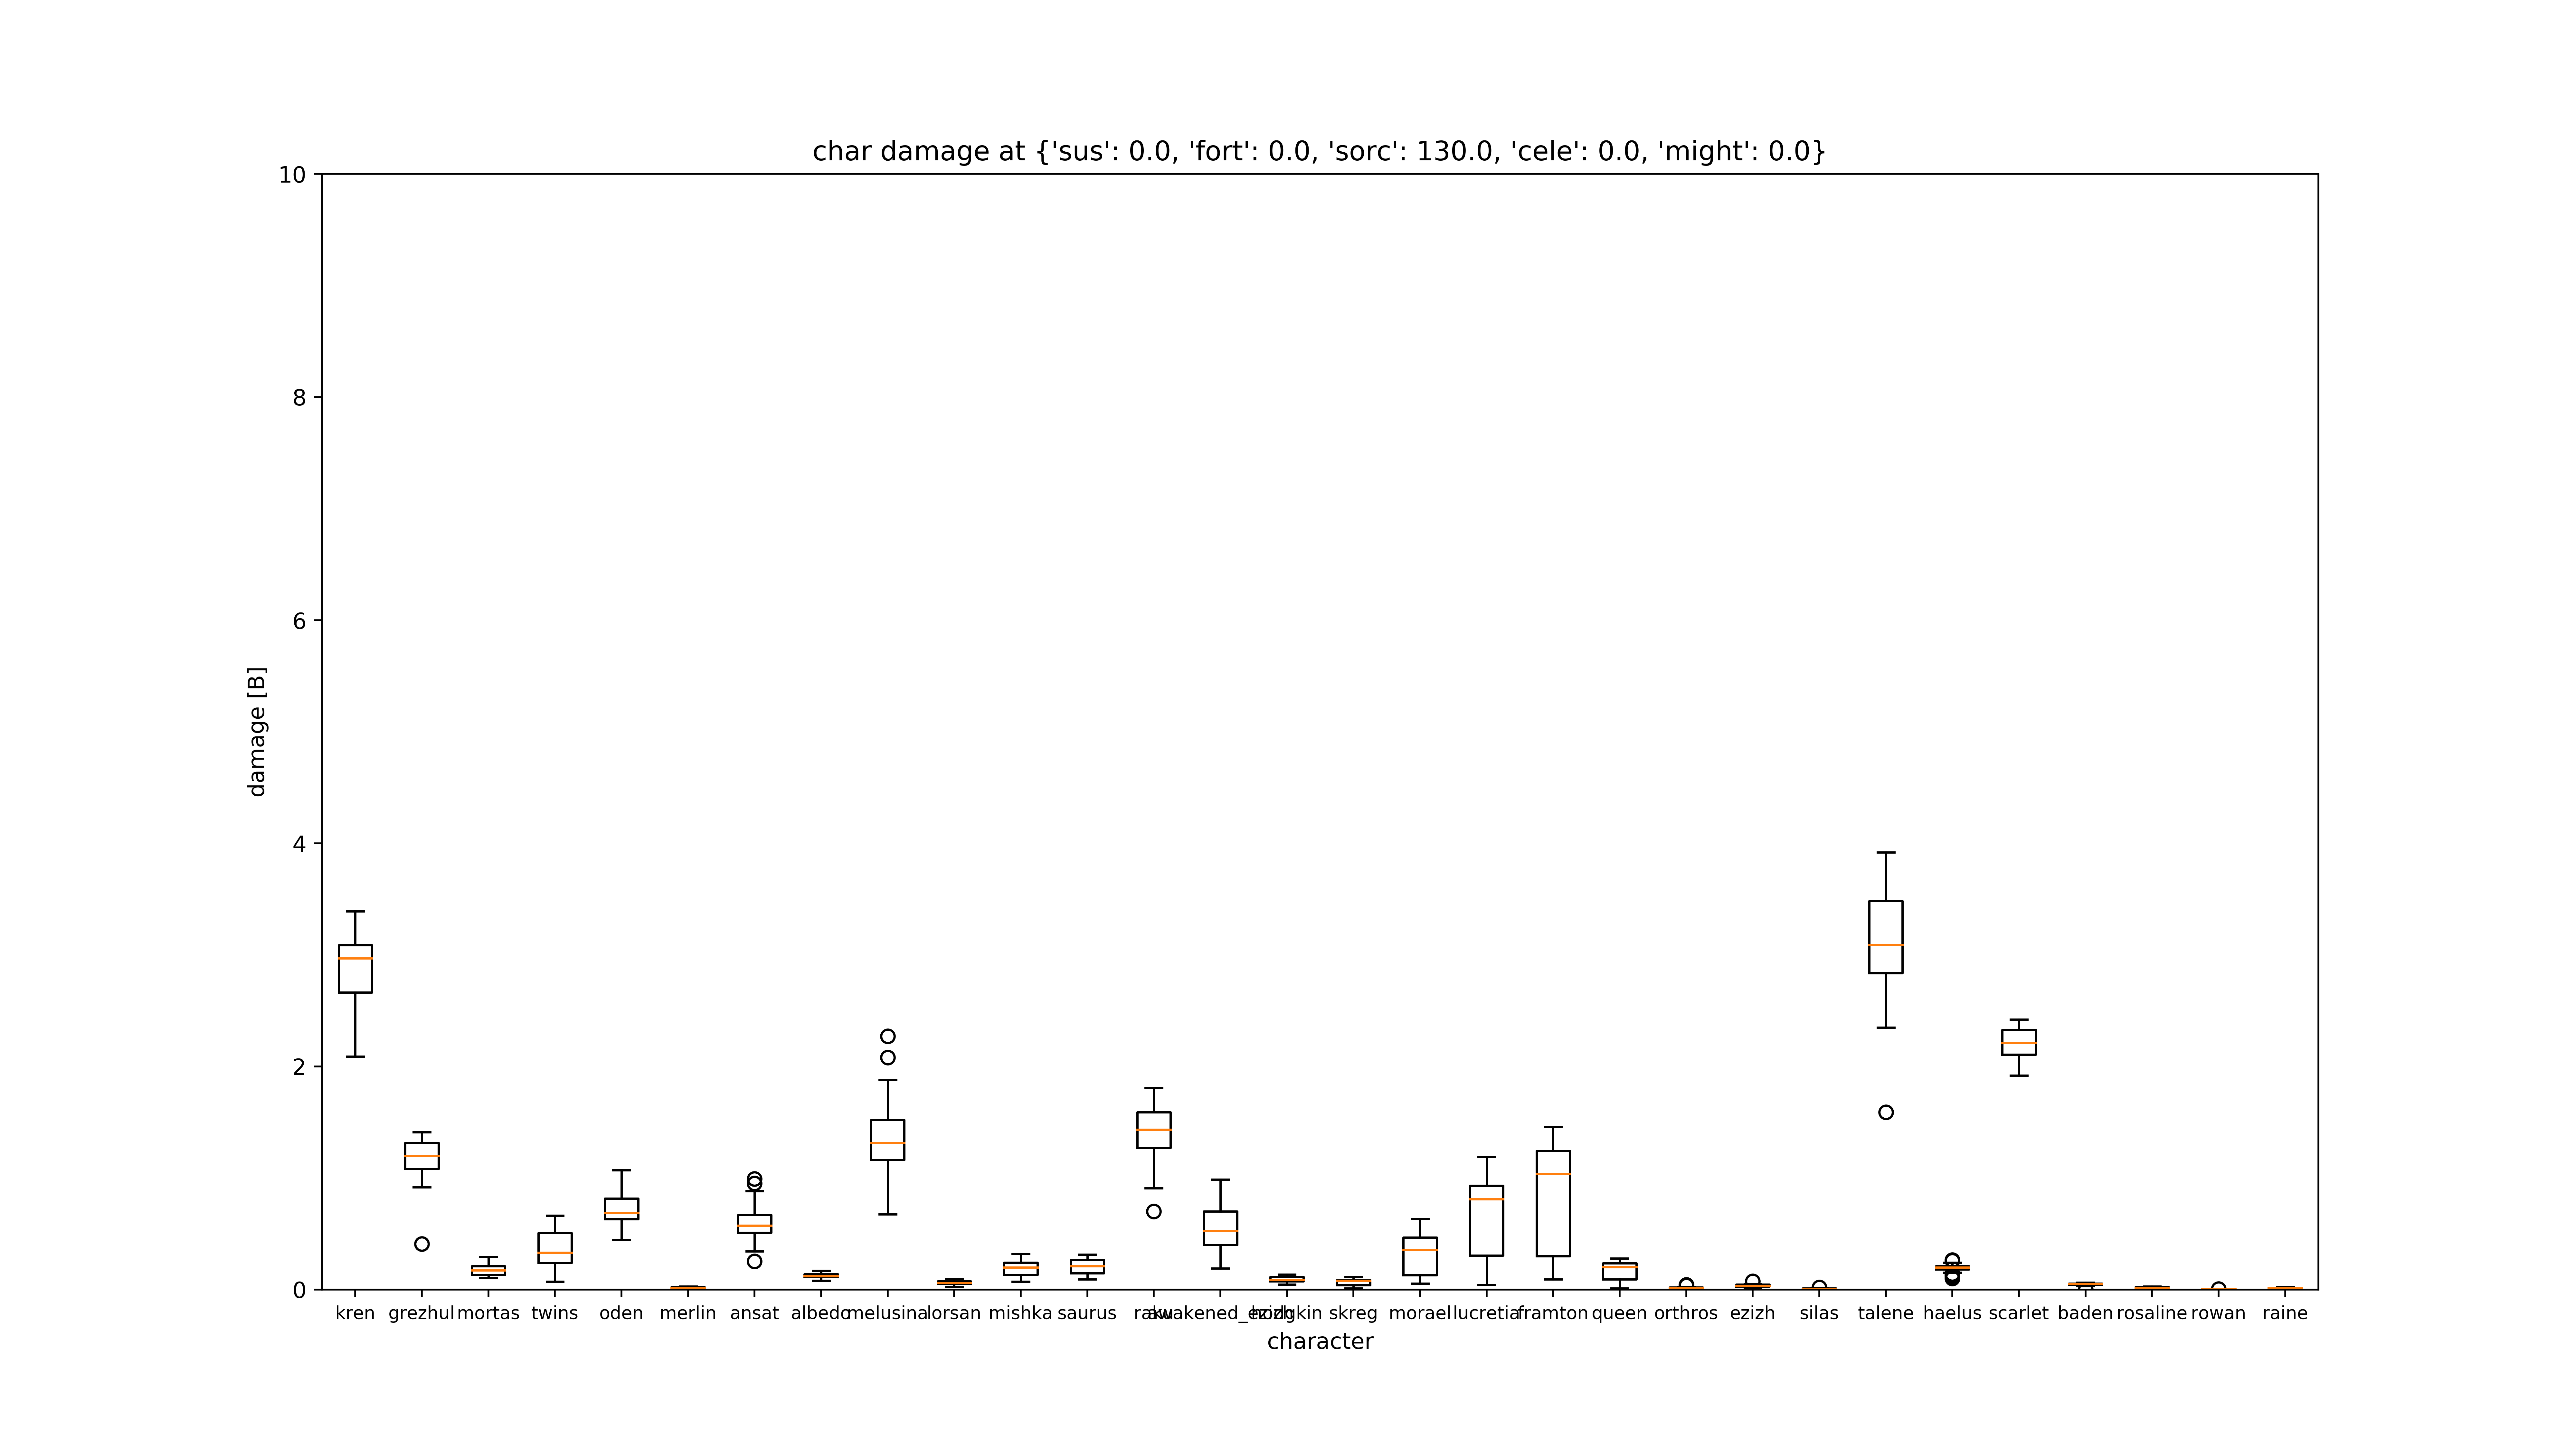 char damage at {'sus': 0.0, 'fort': 0.0, 'sorc': 130.0, 'cele': 0.0, 'might': 0.0}
10
8
6
4
2
0
damage [B]
kren grezhul mortas twins oden merlin ansat albedo melusina lorsan mishka saurus raku awakened_ezizh skreg morael lucretia framton queen orthros ezizh silas talene haelus scarlet baden rosaline rowan raine
character